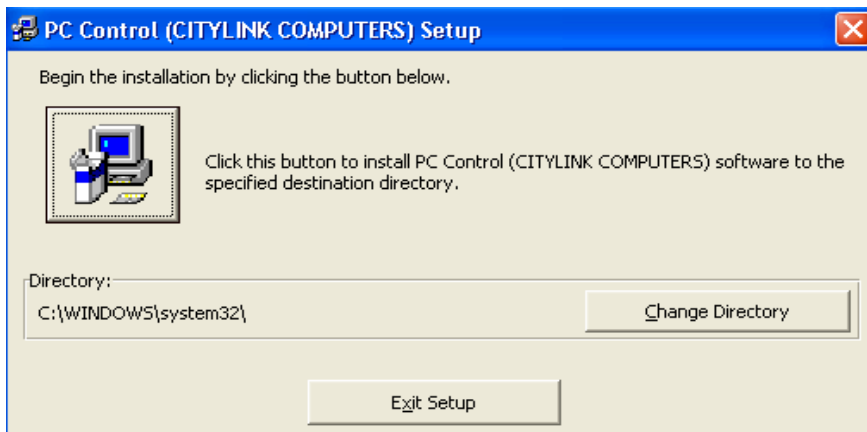 PC Control (CITYLINK COMPUTERS) Setup
Begin the installation by clicking the button below.
Click this button to install PC Control (CITYLINK COMPUTERS) software to the
specified destination directory.
Directory:
C:\WINDOWS\system32\
Change Directory
Exit Setup